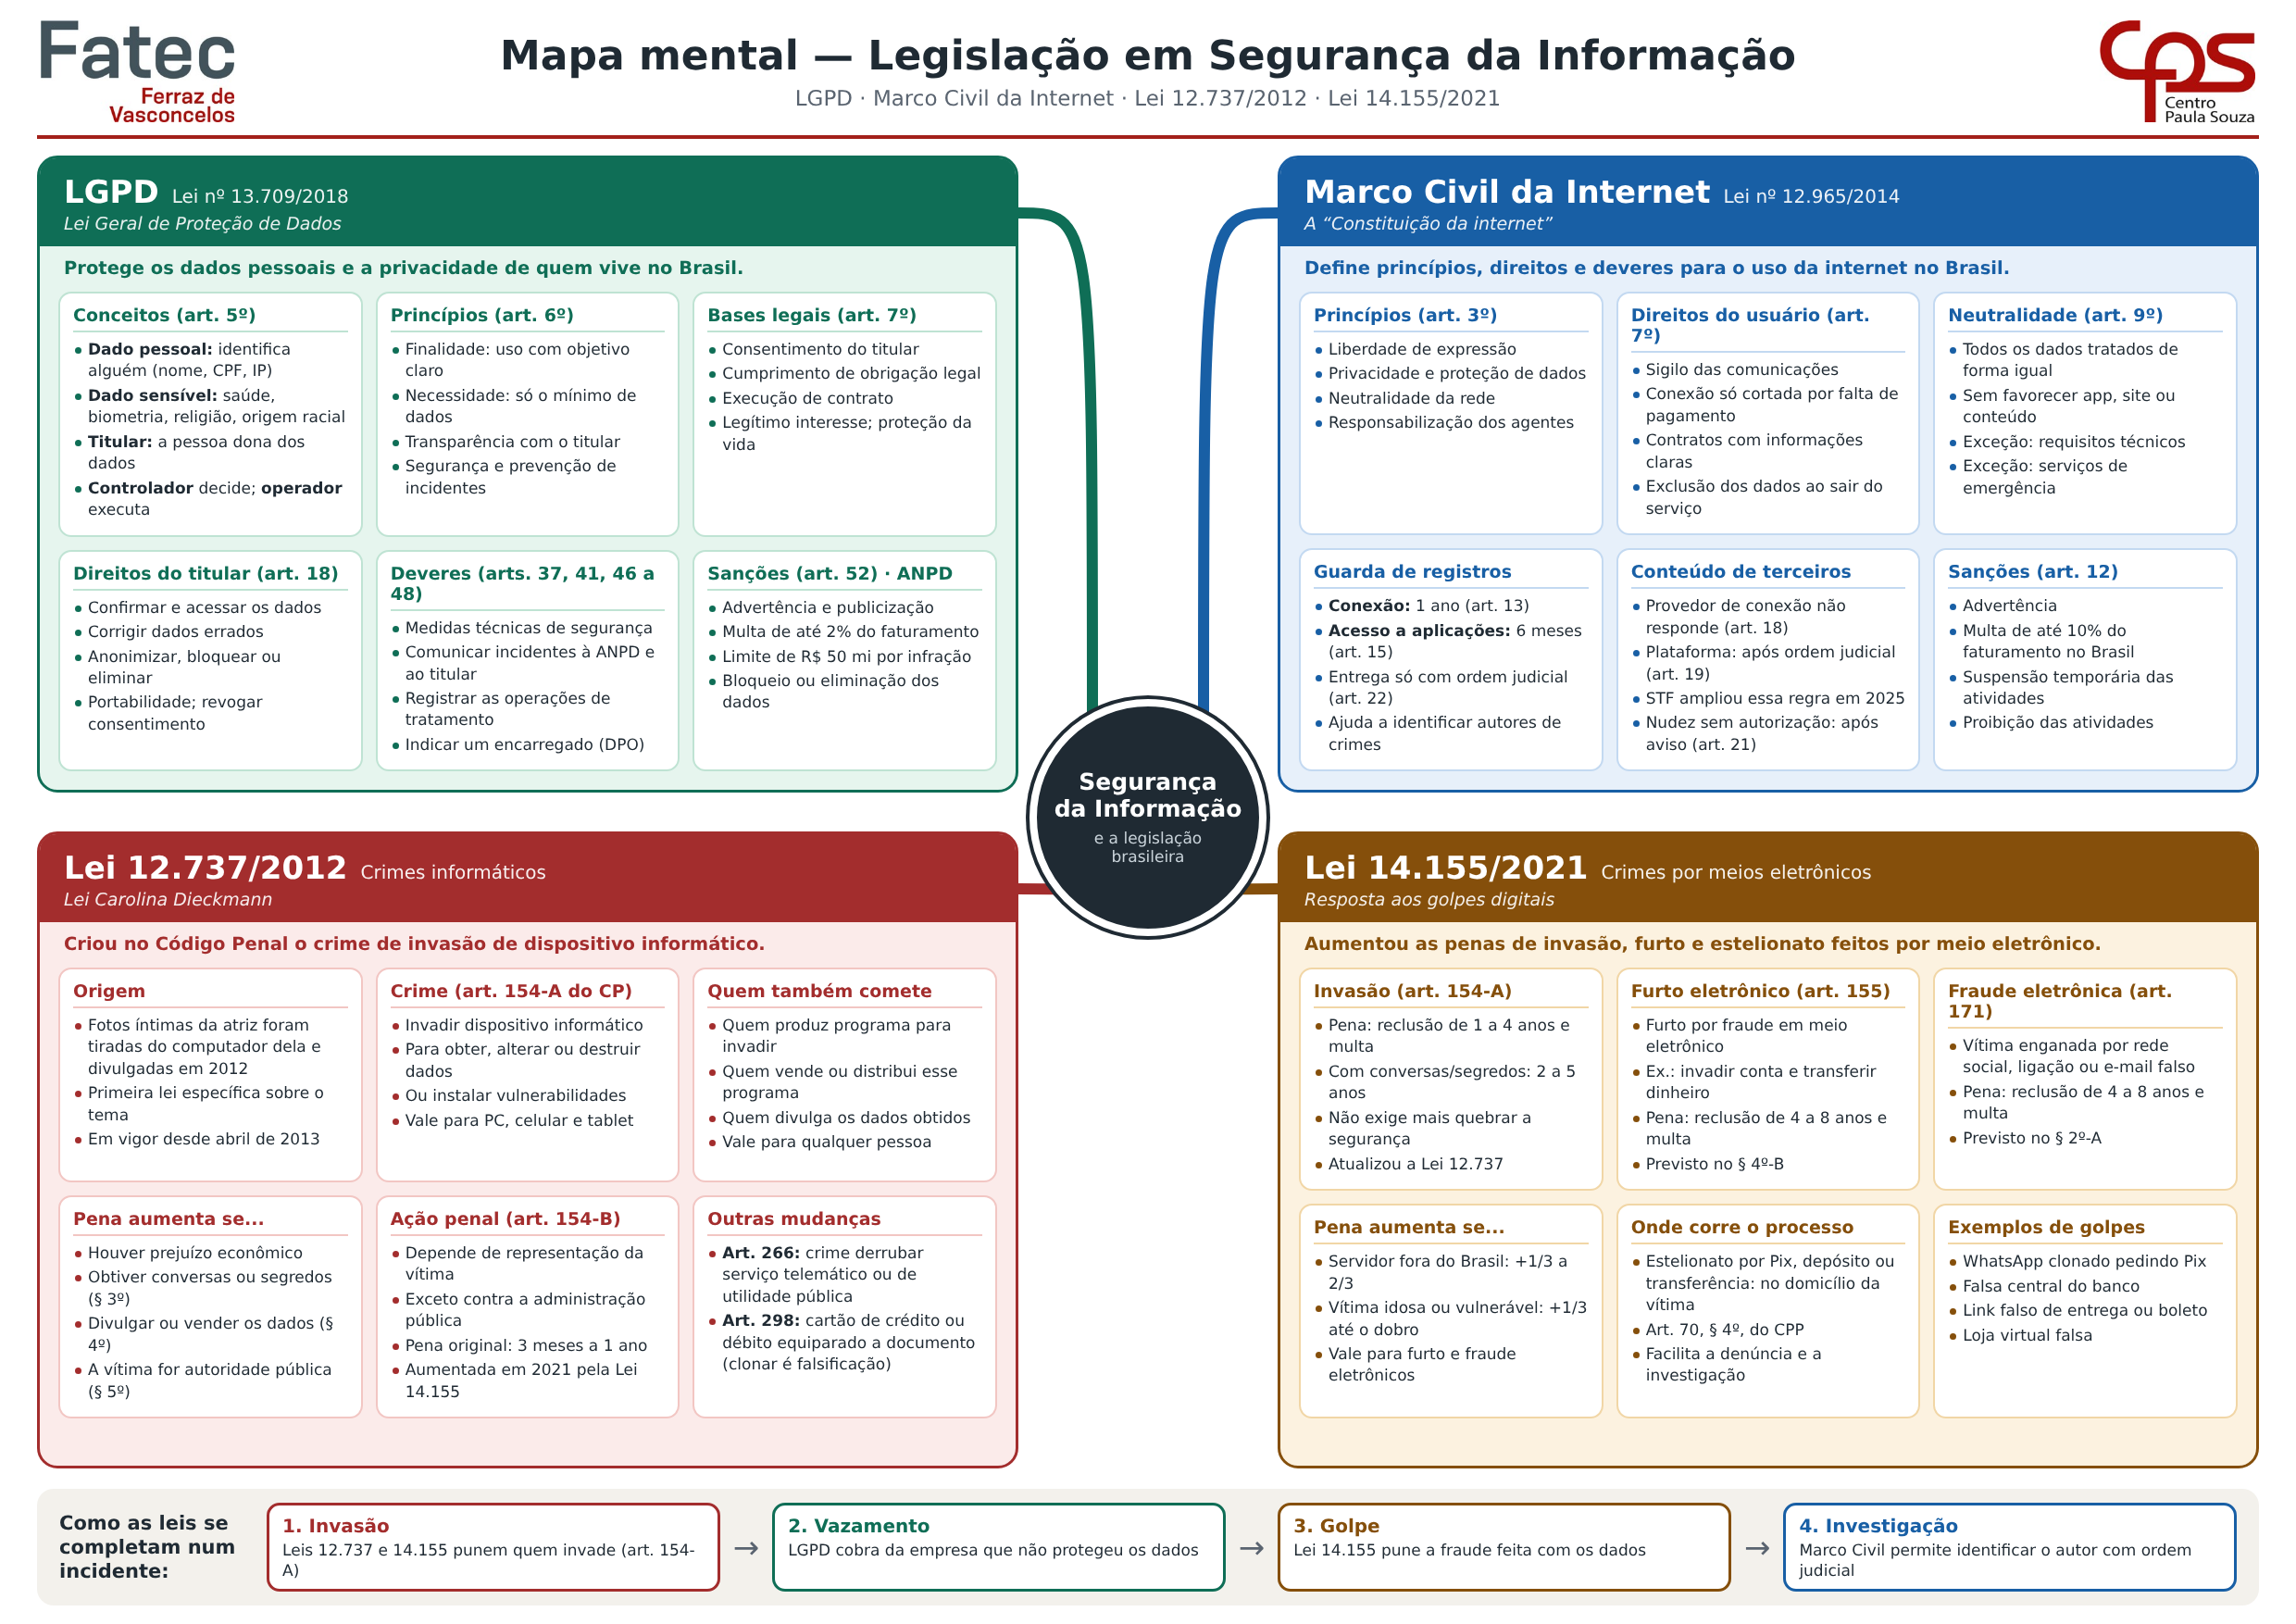 Fatec
Ferraz de
Vasconcelos
Mapa mental — Legislação em Segurança da Informação
LGPD · Marco Civil da Internet · Lei 12.737/2012 · Lei 14.155/2021
CPS
Centro
Paula Souza
LGPD Lei nº 13.709/2018
Lei Geral de Proteção de Dados
Protege os dados pessoais e a privacidade de quem vive no Brasil.
Conceitos (art. 5º)
• Dado pessoal: identifica
alguém (nome, CPF, IP)
• Dado sensível: saúde,
biometria, religião, origem racial
• Titular: a pessoa dona dos
dados
• Controlador decide; operador
executa
Princípios (art. 6º)
• Finalidade: uso com objetivo
claro
• Necessidade: só o mínimo de
dados
• Transparência com o titular
• Segurança e prevenção de
incidentes
Bases legais (art. 7º)
• Consentimento do titular
• Cumprimento de obrigação legal
• Execução de contrato
• Legítimo interesse; proteção da
vida
Direitos do titular (art. 18)
• Confirmar e acessar os dados
• Corrigir dados errados
• Anonimizar, bloquear ou
eliminar
• Portabilidade; revogar
consentimento
Deveres (arts. 37, 41, 46 a
48)
• Medidas técnicas de segurança
• Comunicar incidentes à ANPD e
ao titular
• Registrar as operações de
tratamento
• Indicar um encarregado (DPO)
Sanções (art. 52) · ANPD
• Advertência e publicização
• Multa de até 2% do faturamento
• Limite de R$ 50 mi por infração
• Bloqueio ou eliminação dos
dados
Marco Civil da Internet Lei nº 12.965/2014
A “Constituição da internet”
Define princípios, direitos e deveres para o uso da internet no Brasil.
Princípios (art. 3º)
• Liberdade de expressão
• Privacidade e proteção de dados
• Neutralidade da rede
• Responsabilização dos agentes
Direitos do usuário (art.
7º)
• Sigilo das comunicações
• Conexão só cortada por falta de
pagamento
• Contratos com informações
claras
• Exclusão dos dados ao sair do
serviço
Neutralidade (art. 9º)
• Todos os dados tratados de
forma igual
• Sem favorecer app, site ou
conteúdo
• Exceção: requisitos técnicos
• Exceção: serviços de
emergência
Guarda de registros
• Conexão: 1 ano (art. 13)
• Acesso a aplicações: 6 meses
(art. 15)
• Entrega só com ordem judicial
(art. 22)
• Ajuda a identificar autores de
crimes
Conteúdo de terceiros
• Provedor de conexão não
responde (art. 18)
• Plataforma: após ordem judicial
(art. 19)
• STF ampliou essa regra em 2025
• Nudez sem autorização: após
aviso (art. 21)
Sanções (art. 12)
• Advertência
• Multa de até 10% do
faturamento no Brasil
• Suspensão temporária das
atividades
• Proibição das atividades
Segurança
da Informação
e a legislação
brasileira
Lei 12.737/2012 Crimes informáticos
Lei Carolina Dieckmann
Criou no Código Penal o crime de invasão de dispositivo informático.
Origem
• Fotos íntimas da atriz foram
tiradas do computador dela e
divulgadas em 2012
• Primeira lei específica sobre o
tema
• Em vigor desde abril de 2013
Crime (art. 154-A do CP)
• Invadir dispositivo informático
• Para obter, alterar ou destruir
dados
• Ou instalar vulnerabilidades
• Vale para PC, celular e tablet
Quem também comete
• Quem produz programa para
invadir
• Quem vende ou distribui esse
programa
• Quem divulga os dados obtidos
• Vale para qualquer pessoa
Pena aumenta se...
• Houver prejuízo econômico
• Obtiver conversas ou segredos
(§ 3º)
• Divulgar ou vender os dados (§
4º)
• A vítima for autoridade pública
(§ 5º)
Ação penal (art. 154-B)
• Depende de representação da
vítima
• Exceto contra a administração
pública
• Pena original: 3 meses a 1 ano
• Aumentada em 2021 pela Lei
14.155
Outras mudanças
• Art. 266: crime derrubar
serviço telemático ou de
utilidade pública
• Art. 298: cartão de crédito ou
débito equiparado a documento
(clonar é falsificação)
Lei 14.155/2021 Crimes por meios eletrônicos
Resposta aos golpes digitais
Aumentou as penas de invasão, furto e estelionato feitos por meio eletrônico.
Invasão (art. 154-A)
• Pena: reclusão de 1 a 4 anos e
multa
• Com conversas/segredos: 2 a 5
anos
• Não exige mais quebrar a
segurança
• Atualizou a Lei 12.737
Furto eletrônico (art. 155)
• Furto por fraude em meio
eletrônico
• Ex.: invadir conta e transferir
dinheiro
• Pena: reclusão de 4 a 8 anos e
multa
• Previsto no § 4º-B
Fraude eletrônica (art.
171)
• Vítima enganada por rede
social, ligação ou e-mail falso
• Pena: reclusão de 4 a 8 anos e
multa
• Previsto no § 2º-A
Pena aumenta se...
• Servidor fora do Brasil: +1/3 a
2/3
• Vítima idosa ou vulnerável: +1/3
até o dobro
• Vale para furto e fraude
eletrônicos
Onde corre o processo
• Estelionato por Pix, depósito ou
transferência: no domicílio da
vítima
• Art. 70, § 4º, do CPP
• Facilita a denúncia e a
investigação
Exemplos de golpes
• WhatsApp clonado pedindo Pix
• Falsa central do banco
• Link falso de entrega ou boleto
• Loja virtual falsa
Como as leis se
completam num
incidente:
1. Invasão
Leis 12.737 e 14.155 punem quem invade (art. 154-
A)
→
2. Vazamento
LGPD cobra da empresa que não protegeu os dados
→
3. Golpe
Lei 14.155 pune a fraude feita com os dados
→
4. Investigação
Marco Civil permite identificar o autor com ordem
judicial